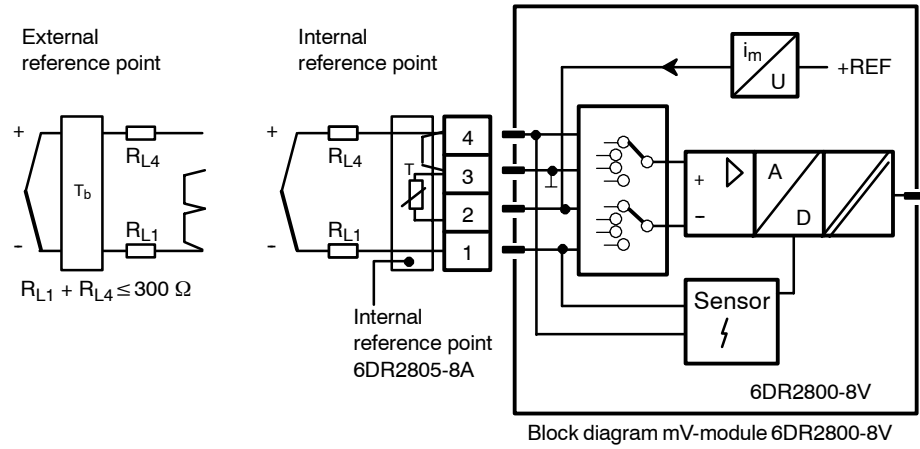 External
reference point
+
R_L4
T_b
R_L1
-
R_L1 + R_L4 ≤ 300 Ω
Internal
reference point
+
R_L4
T
-
R_L1
4
3
2
1
Internal
reference point
6DR2805-8A
i_m
U
+REF
+
-
A
D
Sensor
6DR2800-8V
Block diagram mV-module 6DR2800-8V